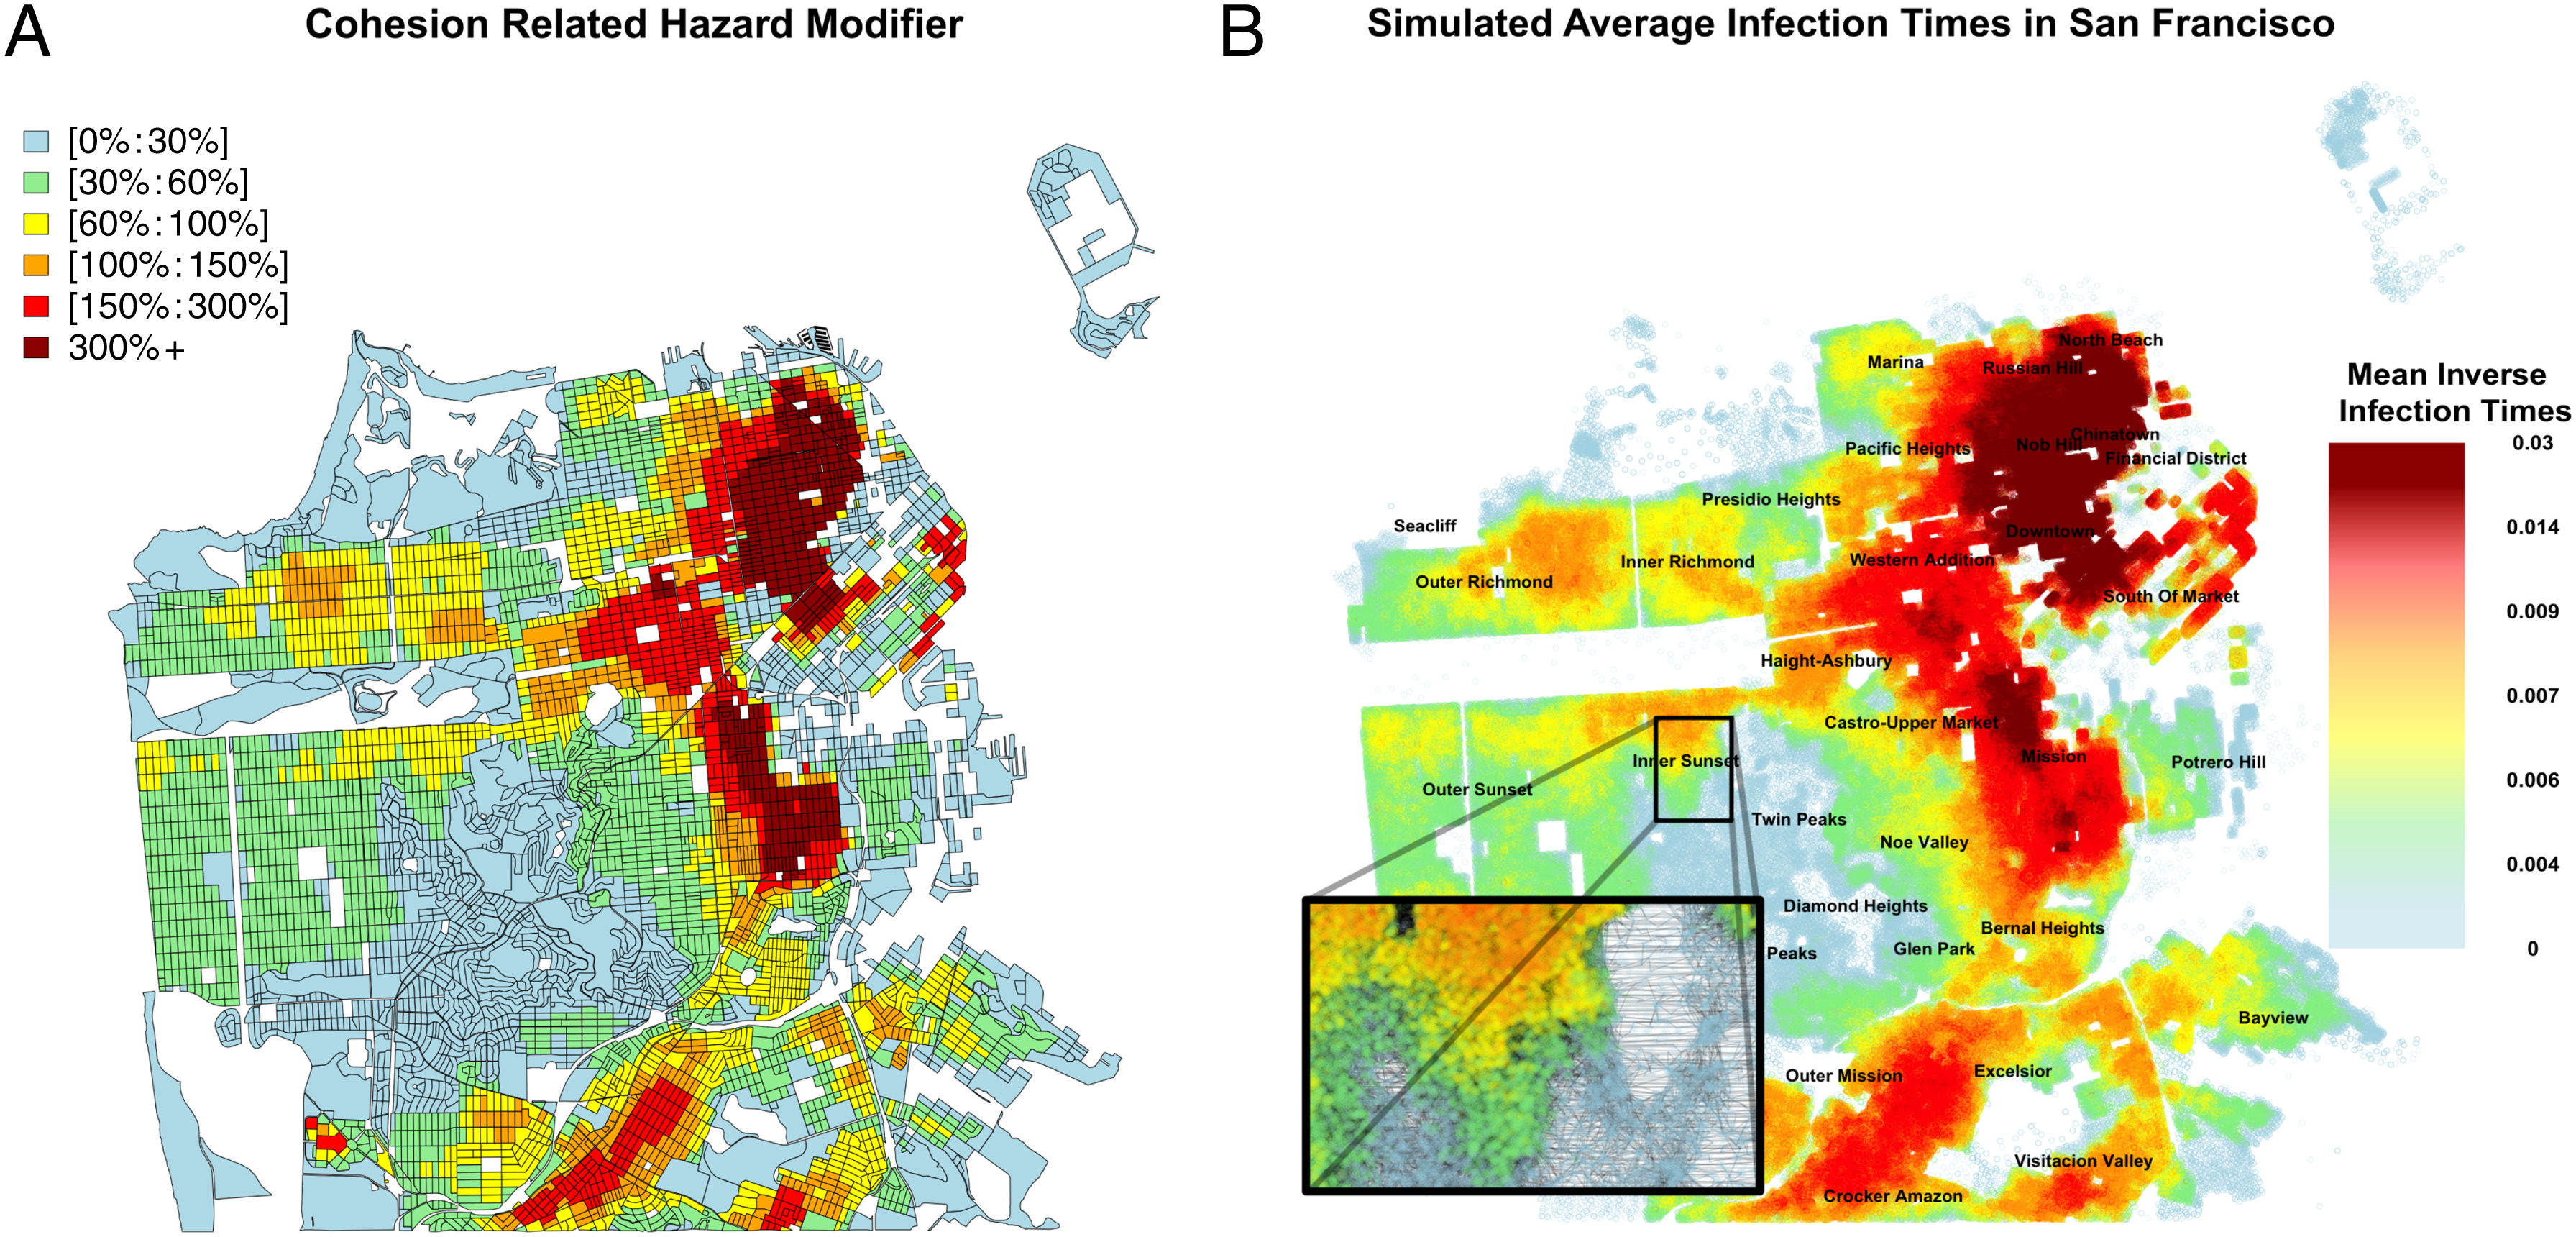 A
Cohesion Related Hazard Modifier
[0%:30%]
[30%:60%]
[60%:100%]
[100%:150%]
[150%:300%]
300%+
B
Simulated Average Infection Times in San Francisco
North Beach
Marina
Russian Hill
Chinatown
Nob Hill
Pacific Heights
Financial District
Presidio Heights
Seacliff
Downtown
Western Addition
Inner Richmond
Outer Richmond
South Of Market
Haight-Ashbury
Castro-Upper Market
Mission
Potrero Hill
Inner Sunset
Outer Sunset
Twin Peaks
Noe Valley
Diamond Heights
Bernal Heights
Glen Park
Peaks
Bayview
Excelsior
Outer Mission
Visitacion Valley
Crocker Amazon
Mean Inverse
Infection Times
0.03
0.014
0.009
0.007
0.006
0.004
0